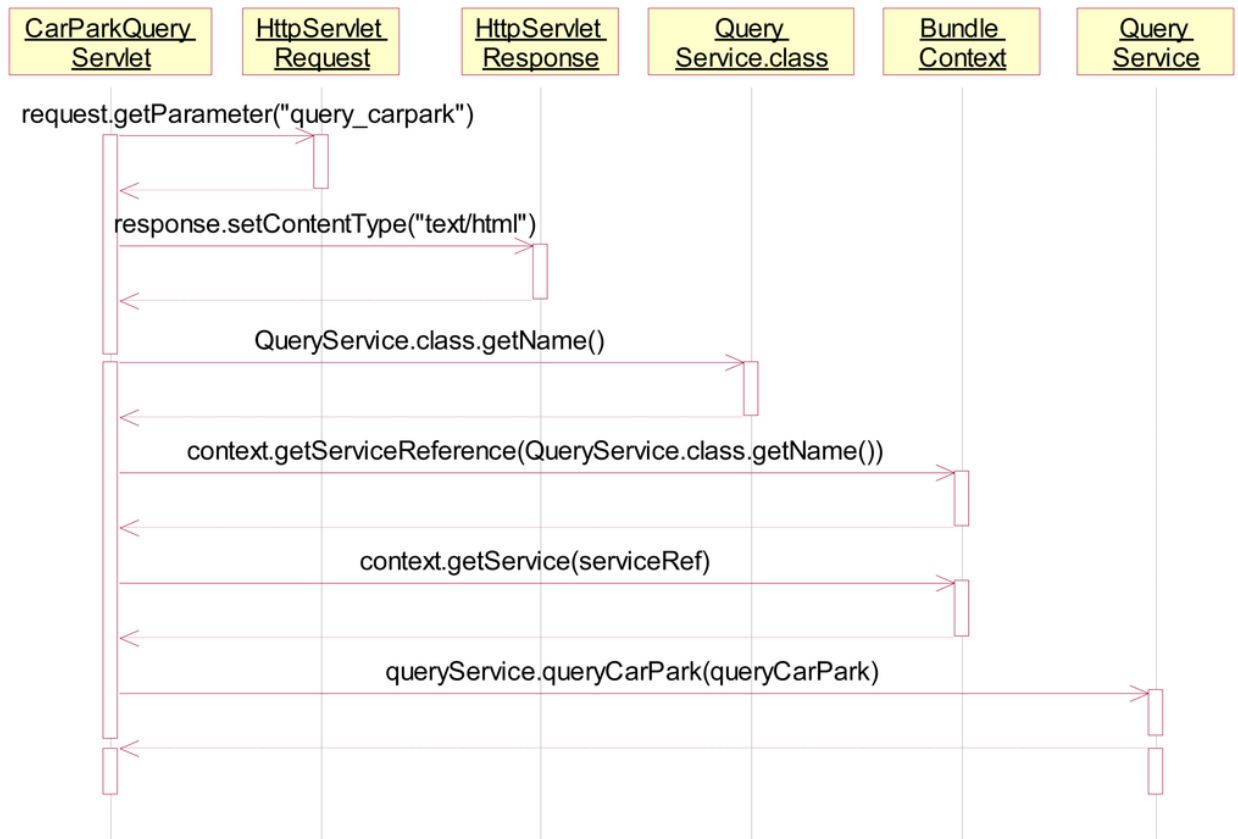 CarParkQuery
Servlet
HttpServlet
Request
HttpServlet
Response
Query
Service.class
Bundle
Context
Query
Service
request.getParameter("query_carpark")
response.setContentType("text/html")
QueryService.class.getName()
context.getServiceReference(QueryService.class.getName())
context.getService(serviceRef)
queryService.queryCarPark(queryCarPark)